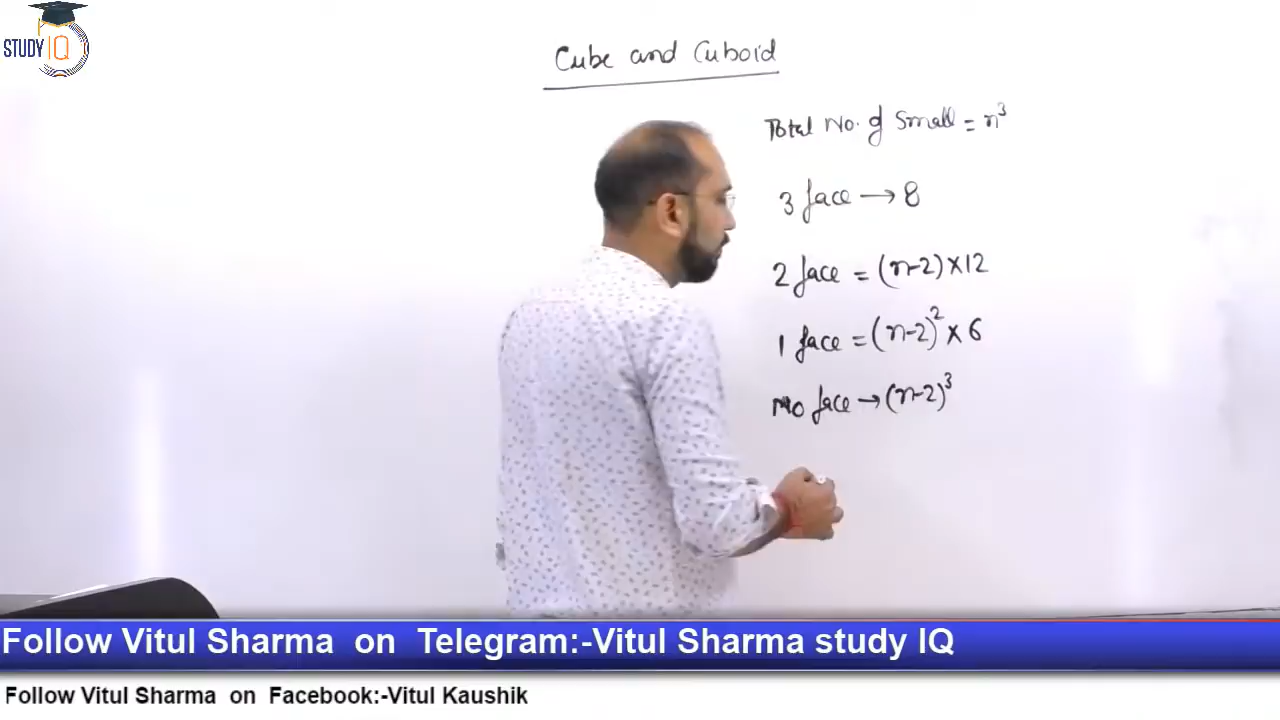 STUDY IQ
Cube and Cuboid
Total No. of Small = n³
3 face → 8
2 face = (n-2) × 12
1 face = (n-2)² × 6
No face → (n-2)³
Follow Vitul Sharma on Telegram:-Vitul Sharma study IQ
Follow Vitul Sharma on Facebook:-Vitul Kaushik